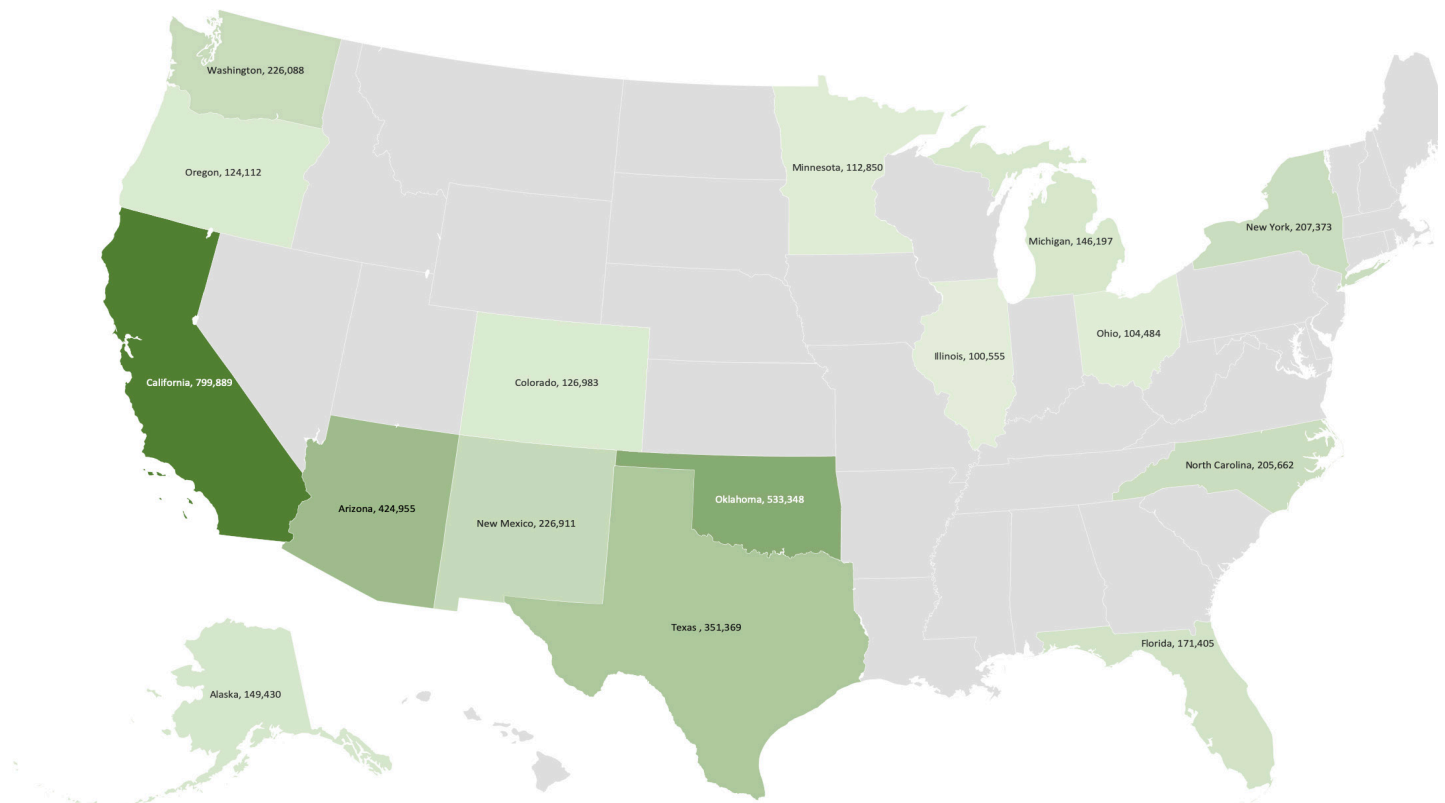 Washington, 226,088
Minnesota, 112,850
Oregon, 124,112
New York, 207,373
Michigan, 146,197
Ohio, 104,484
Illinois, 100,555
California, 799,889
Colorado, 126,983
North Carolina, 205,662
Oklahoma, 533,348
Arizona, 424,955
New Mexico, 226,911
Texas , 351,369
Florida, 171,405
Alaska, 149,430